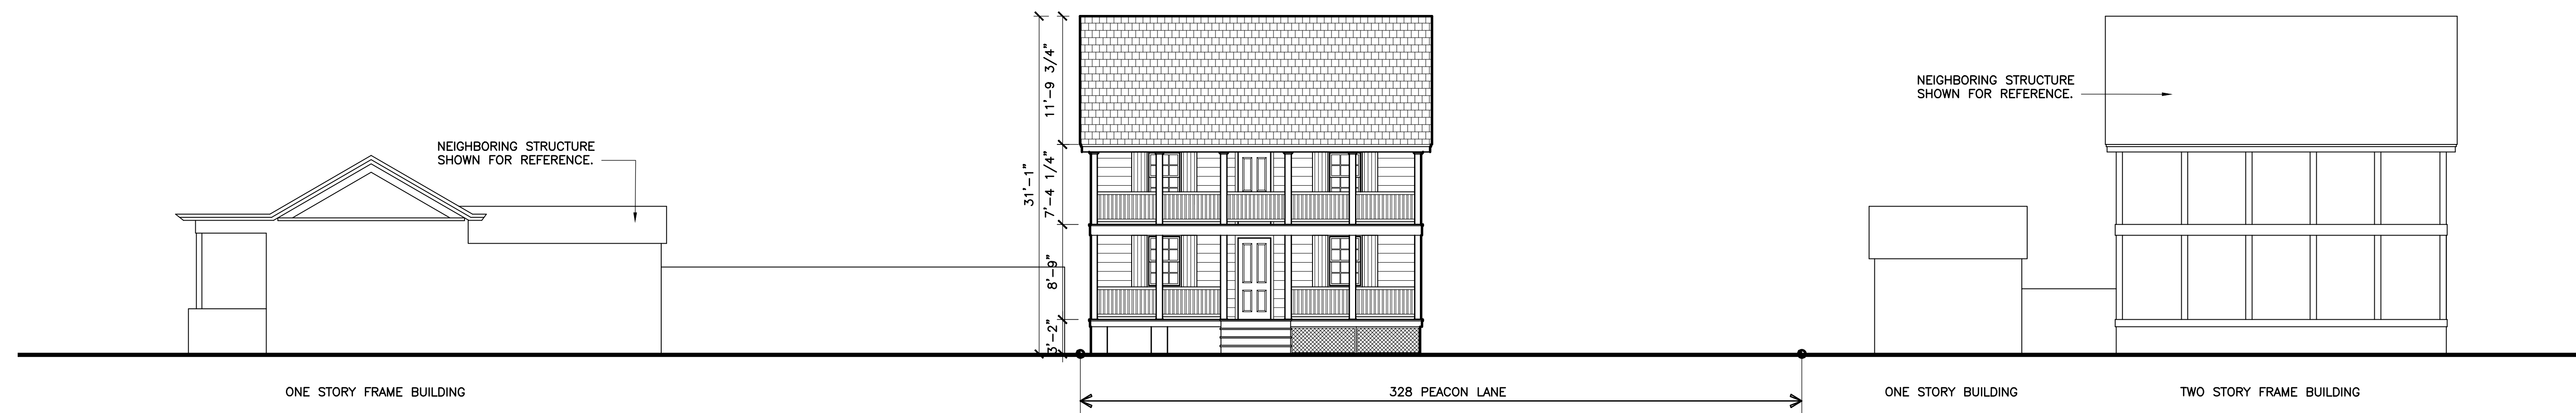 NEIGHBORING STRUCTURE
SHOWN FOR REFERENCE.
31'-1"
11'-9 3/4"
7'-4 1/4"
8'-9"
3'-2"
NEIGHBORING STRUCTURE
SHOWN FOR REFERENCE.
ONE STORY FRAME BUILDING
328 PEACON LANE
ONE STORY BUILDING
TWO STORY FRAME BUILDING